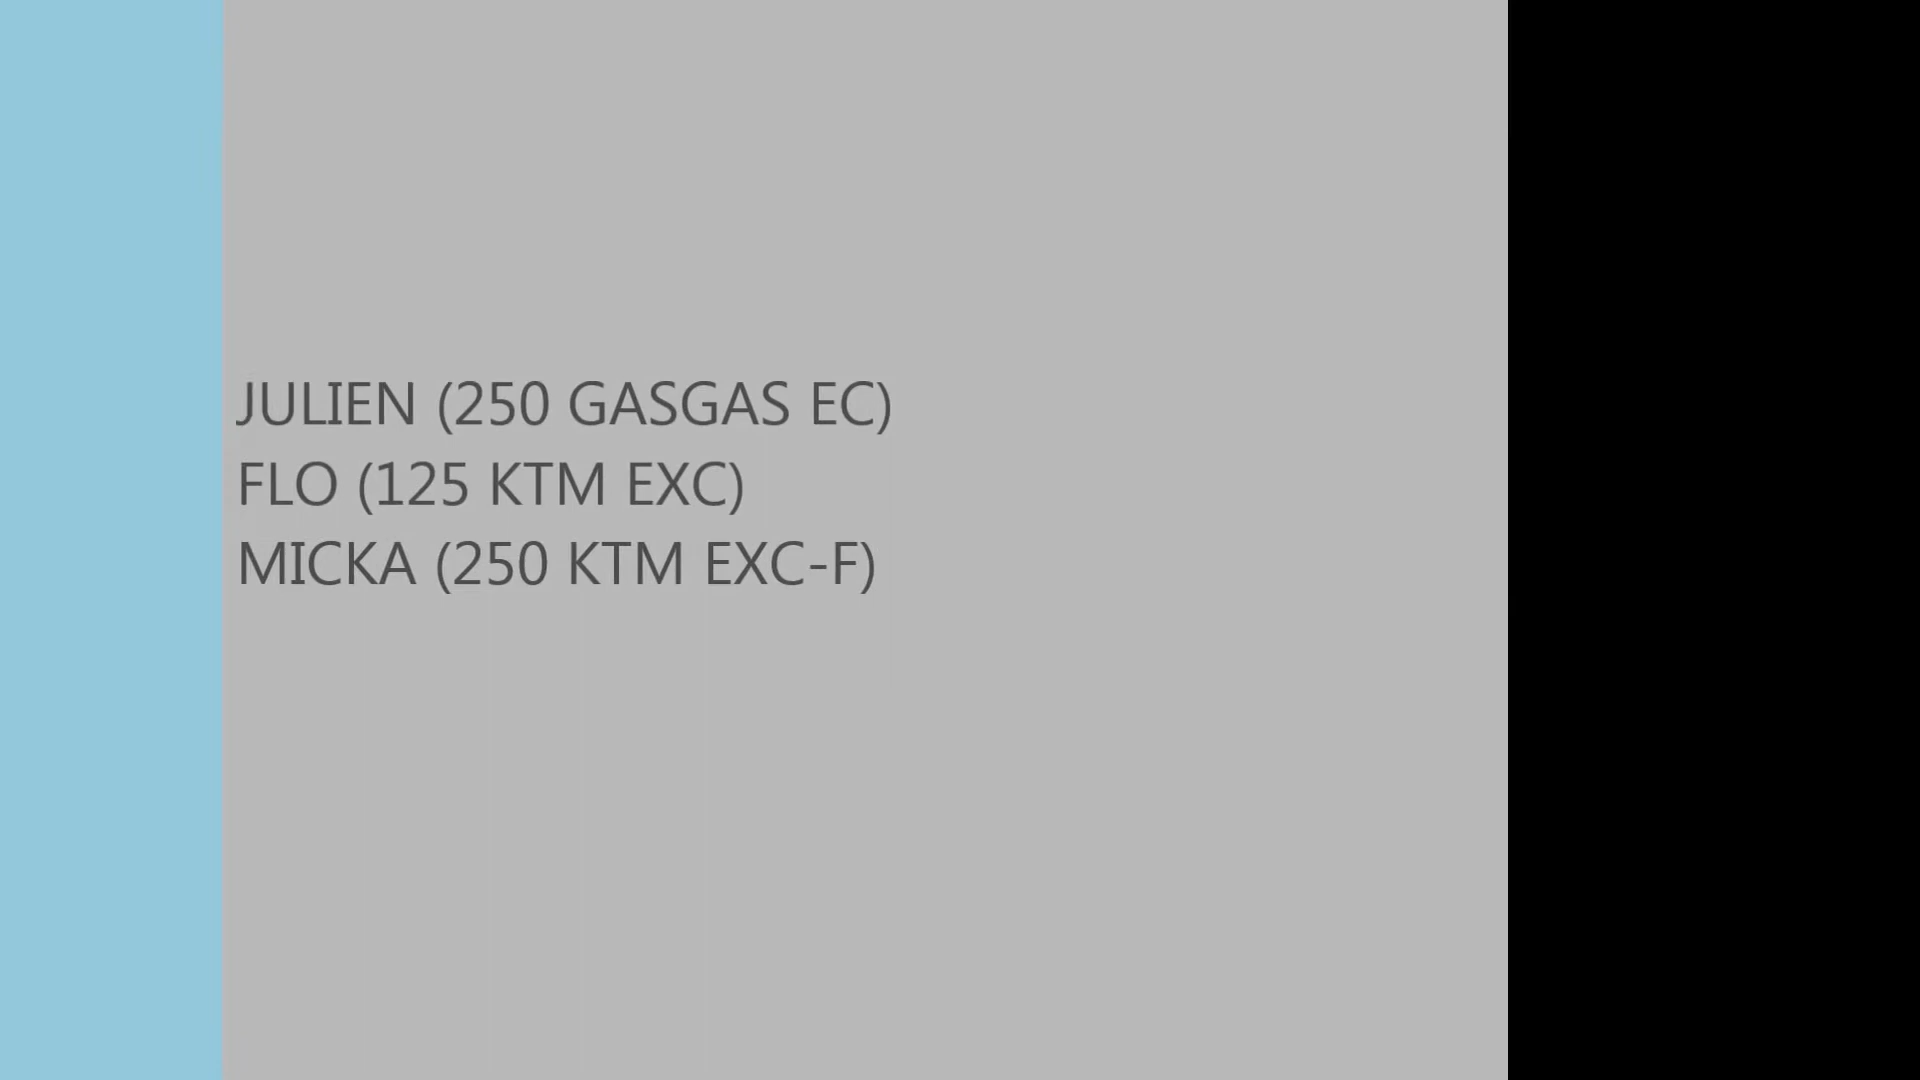 JULIEN (250 GASGAS EC)
FLO (125 KTM EXC)
MICKA (250 KTM EXC-F)